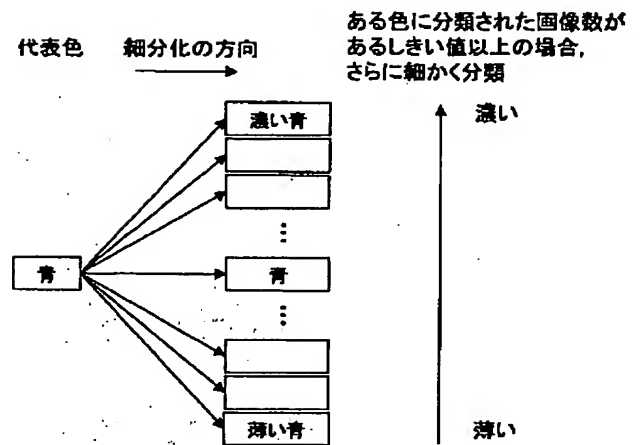 代表色
細分化の方向
ある色に分類された画像数が
あるしきい値以上の場合,
さらに細かく分類
濃い青
濃い
青
青
薄い青
薄い